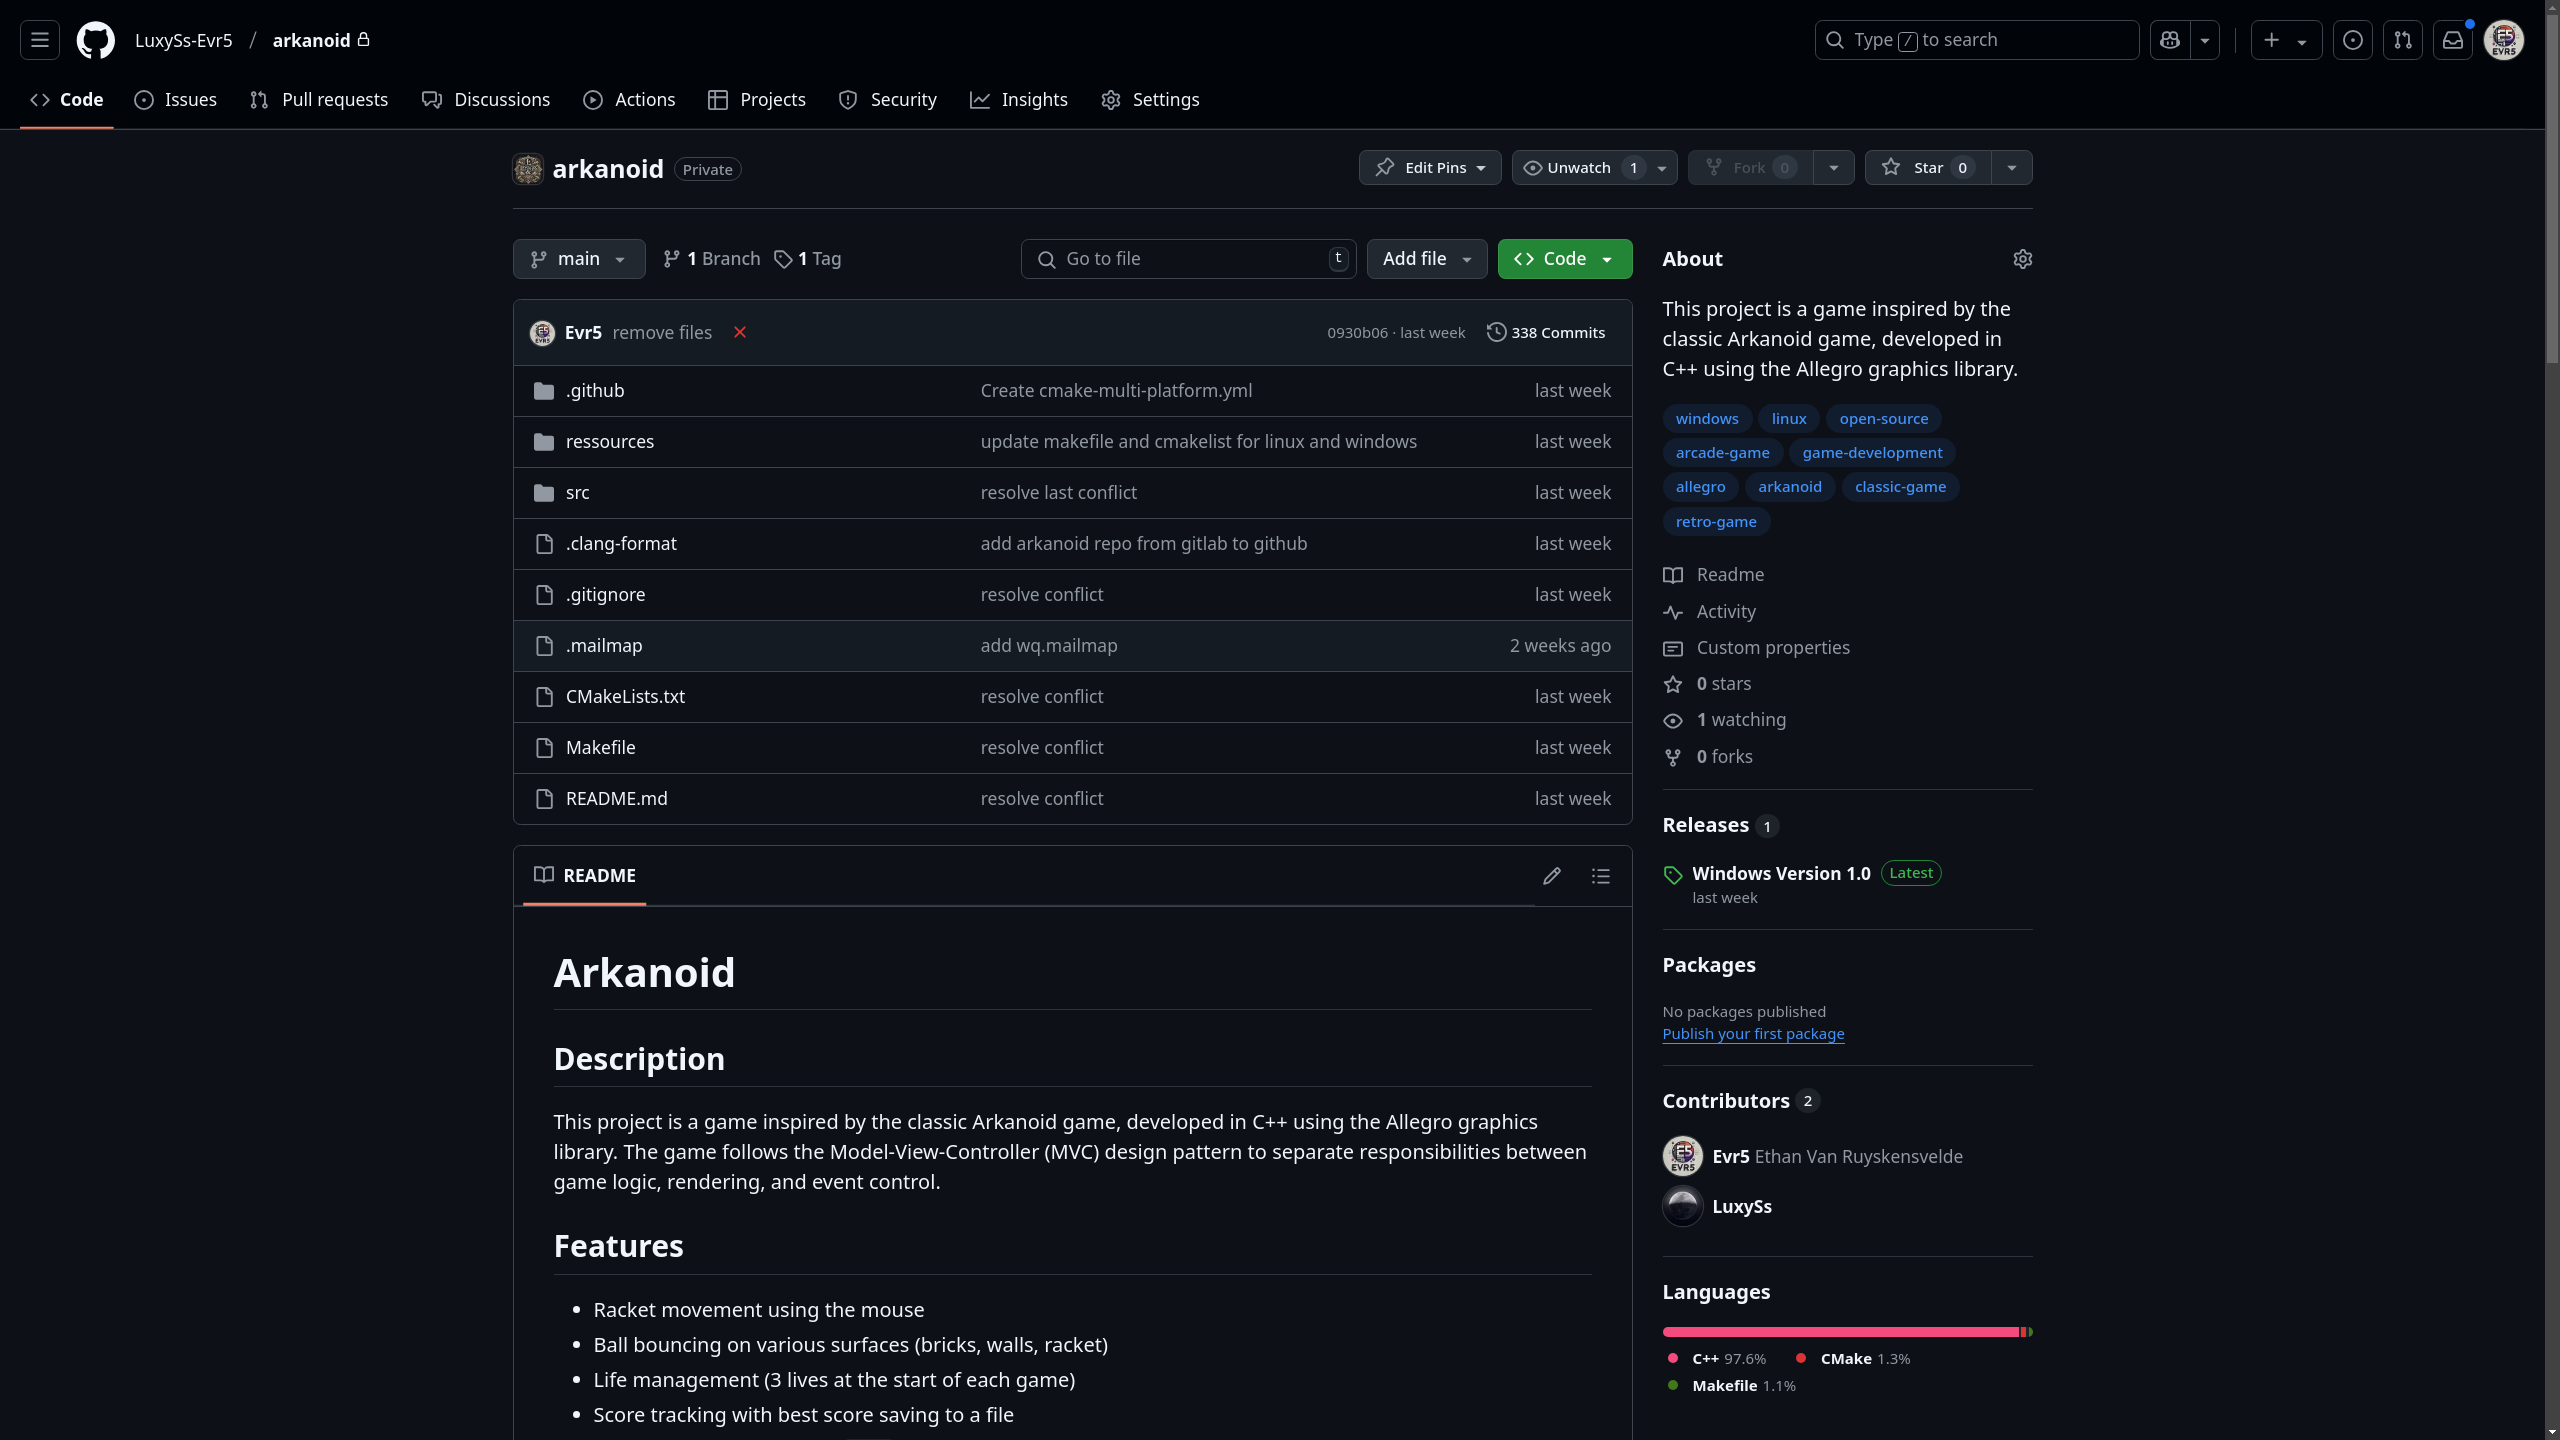 LuxySs-Evr5 / arkanoid
Type / to search
Code Issues Pull requests Discussions Actions Projects Security Insights Settings
arkanoid Private
Edit Pins Unwatch 1 Fork 0 Star 0
main 1 Branch 1 Tag
Go to file t Add file Code
Evr5 remove files 0930b06 · last week 338 Commits
.github Create cmake-multi-platform.yml last week
ressources update makefile and cmakelist for linux and windows last week
src resolve last conflict last week
.clang-format add arkanoid repo from gitlab to github last week
.gitignore resolve conflict last week
.mailmap add wq.mailmap 2 weeks ago
CMakeLists.txt resolve conflict last week
Makefile resolve conflict last week
README.md resolve conflict last week
README
Arkanoid
Description
This project is a game inspired by the classic Arkanoid game, developed in C++ using the Allegro graphics
library. The game follows the Model-View-Controller (MVC) design pattern to separate responsibilities between
game logic, rendering, and event control.
Features
• Racket movement using the mouse
• Ball bouncing on various surfaces (bricks, walls, racket)
• Life management (3 lives at the start of each game)
• Score tracking with best score saving to a file
About
This project is a game inspired by the
classic Arkanoid game, developed in
C++ using the Allegro graphics library.
windows linux open-source
arcade-game game-development
allegro arkanoid classic-game
retro-game
Readme
Activity
Custom properties
0 stars
1 watching
0 forks
Releases 1
Windows Version 1.0 Latest
last week
Packages
No packages published
Publish your first package
Contributors 2
Evr5 Ethan Van Ruyskensvelde
LuxySs
Languages
C++ 97.6% CMake 1.3%
Makefile 1.1%